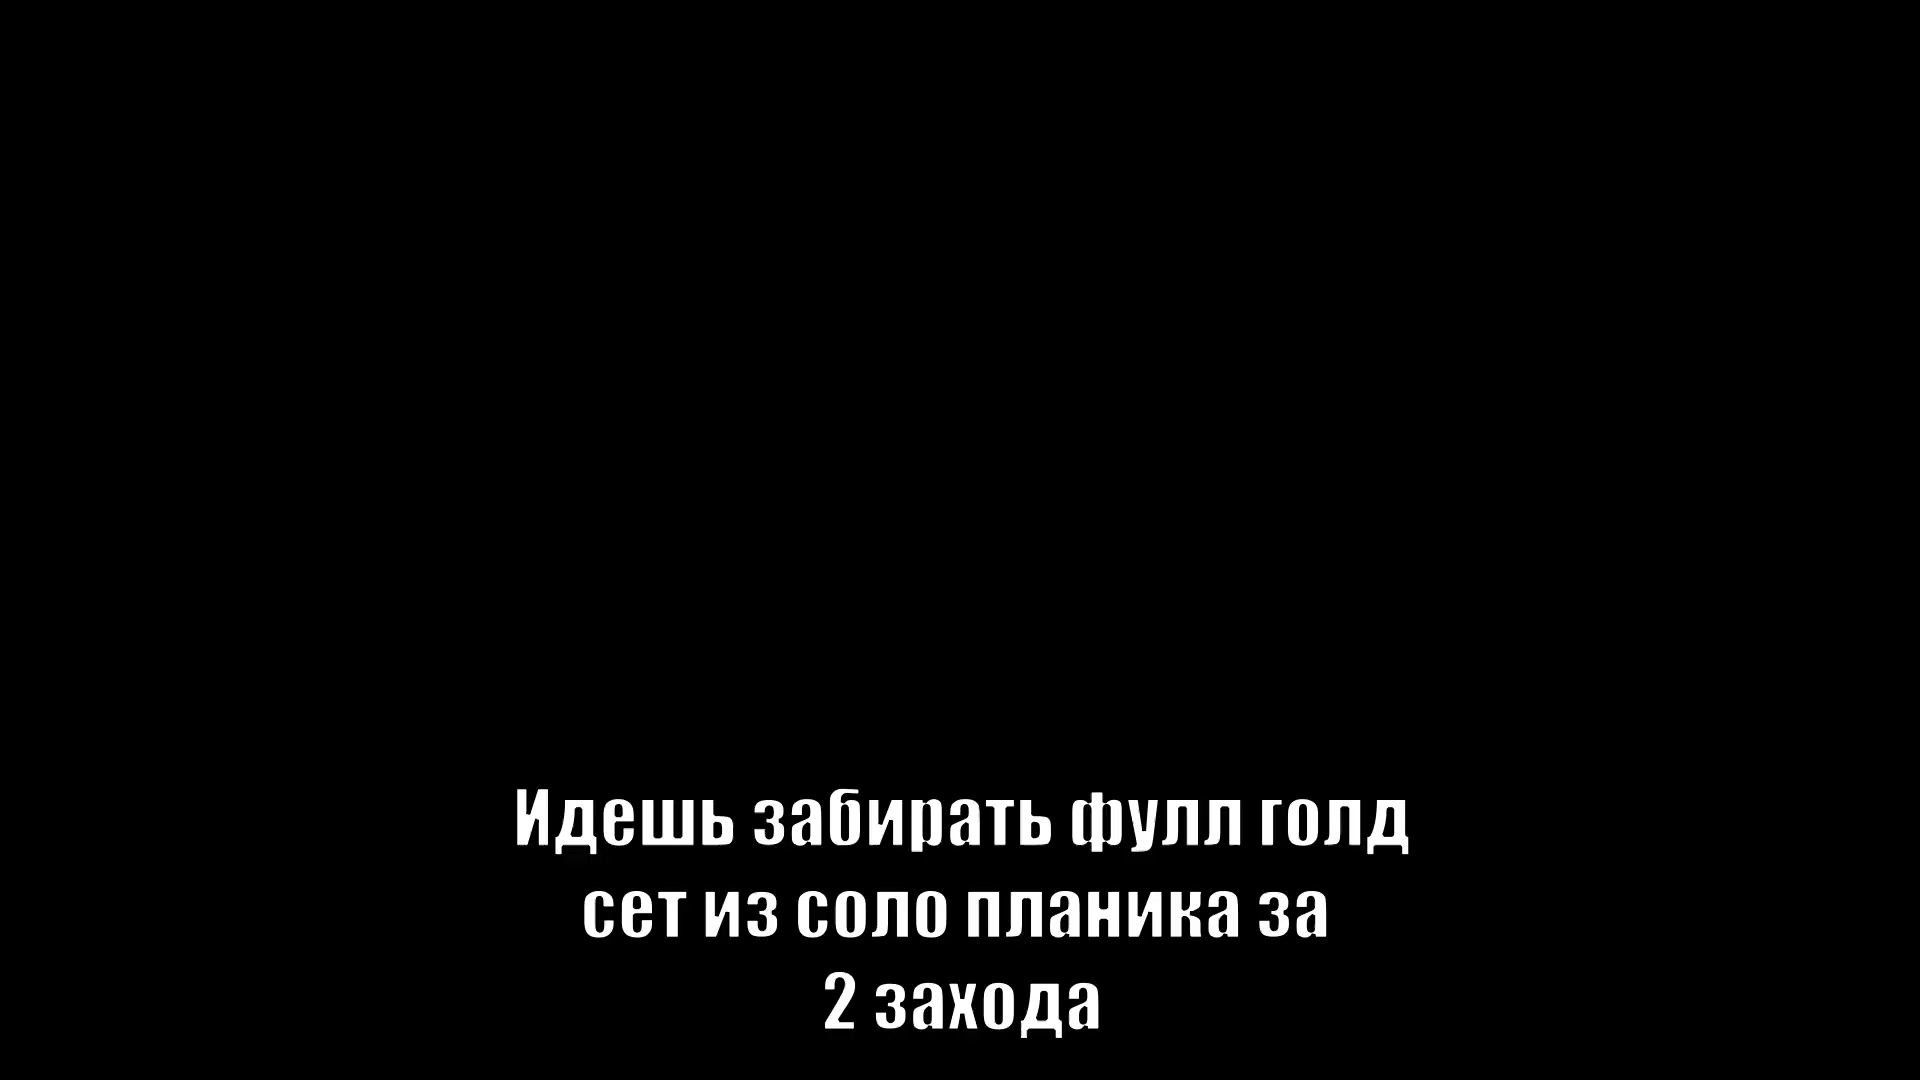 Идешь забирать фулл голд
сет из соло планика за
2 захода